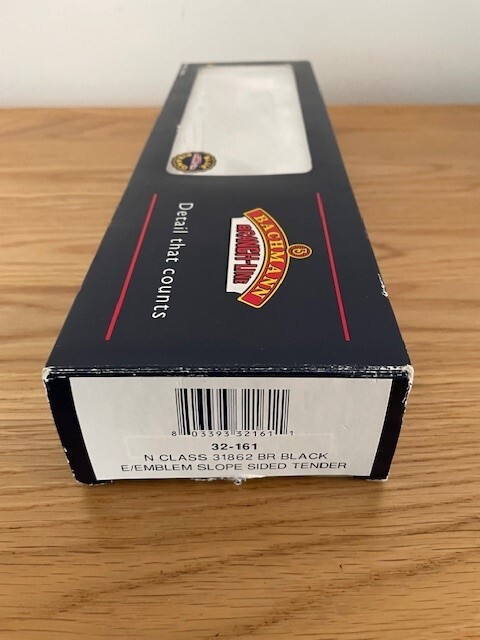 Detail that counts
BACHMANN
BRANCH-LINE
8 03393 32161 1
32-161
N CLASS 31862 BR BLACK
E/EMBLEM SLOPE SIDED TENDER